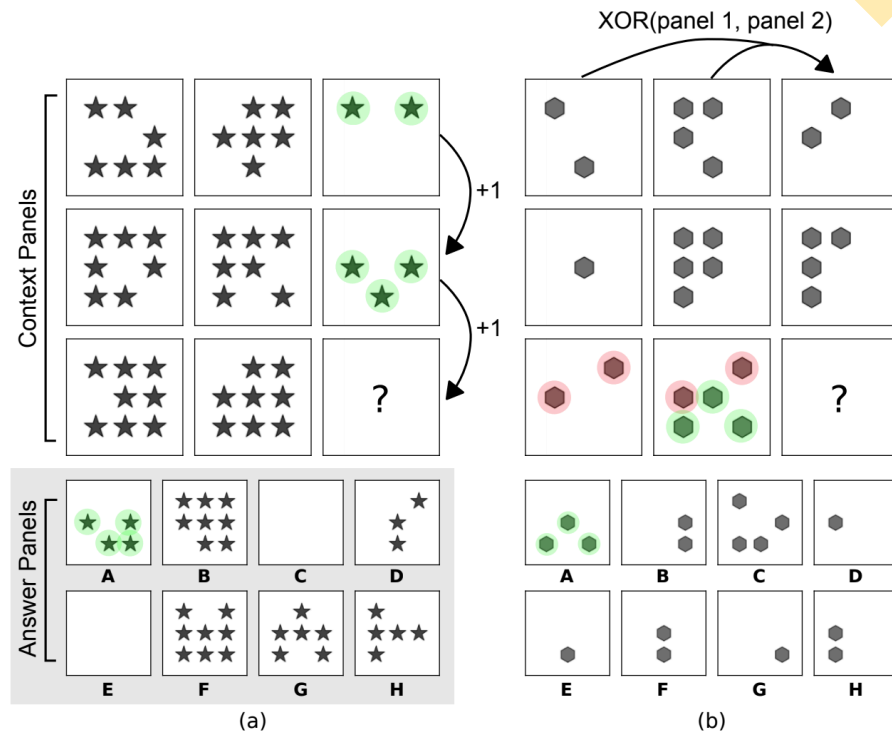 XOR(panel 1, panel 2)
Context Panels
+1
+1
?
?
Answer Panels
A
B
C
D
E
F
G
H
(a)
A
B
C
D
E
F
G
H
(b)